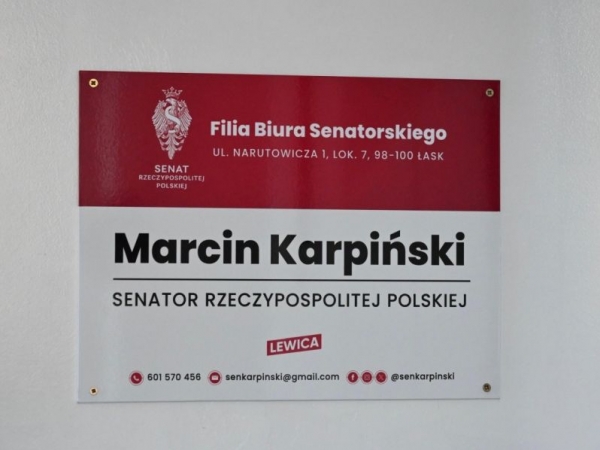 Filia Biura Senatorskiego
UL. NARUTOWICZA 1, LOK. 7, 98-100 ŁASK
SENAT
RZECZYPOSPOLITEJ
POLSKIEJ
Marcin Karpiński
SENATOR RZECZYPOSPOLITEJ POLSKIEJ
LEWICA
601 570 456 senkarpinski@gmail.com @senkarpinski